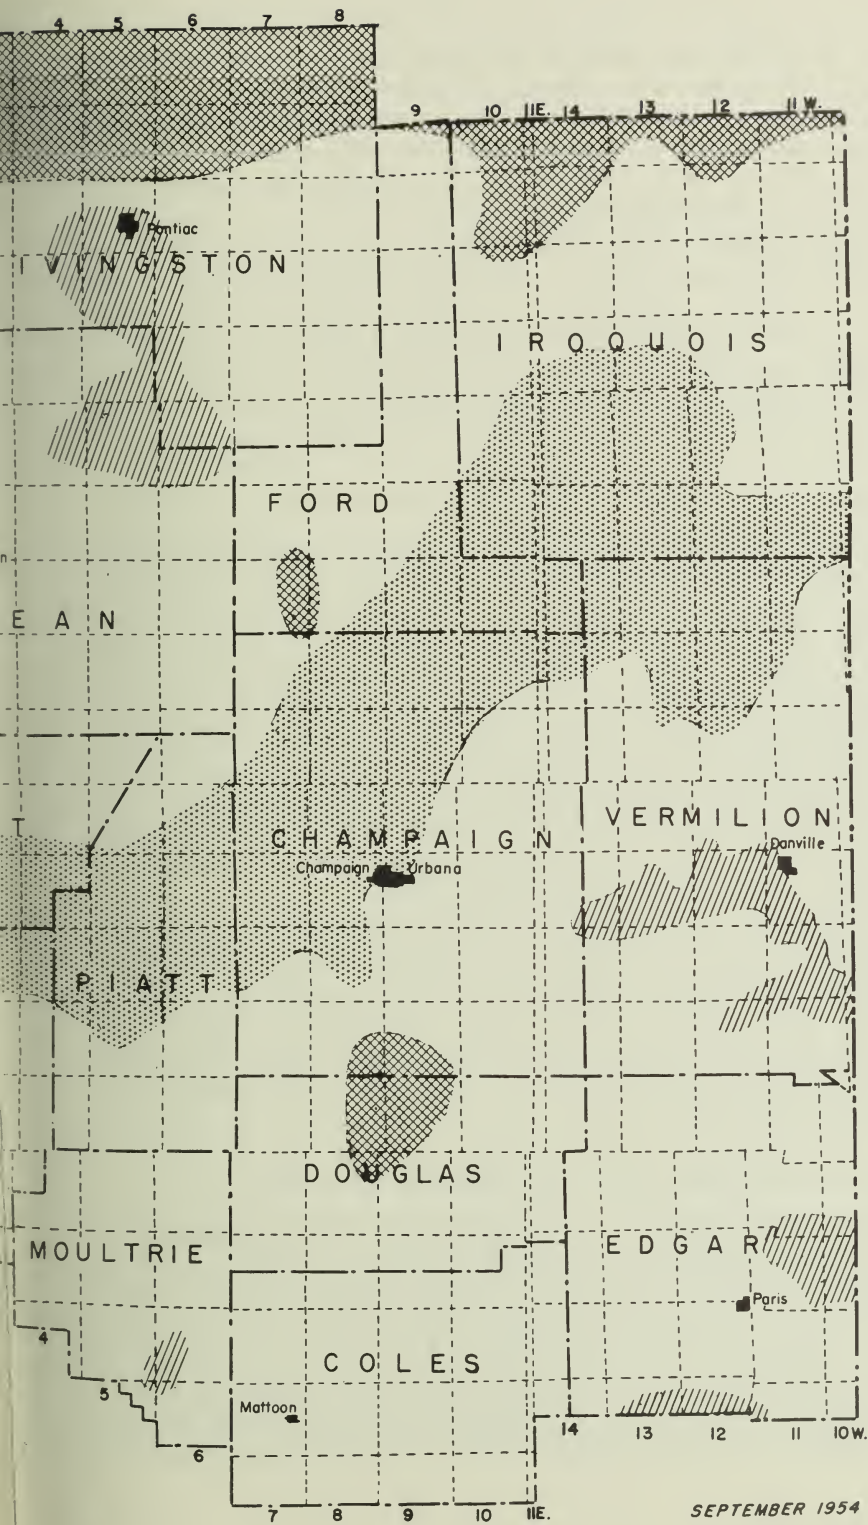 4 5 6 7 8
9 10 11E. 14 13 12 11 W.
Pontiac
IVINGSTON
IROQUOIS
FORD
n
EAN
T
CHAMPAIGN
VERMILION
Danville
Champaign Urbana
PIATT
DOUGLAS
MOULTRIE
EDGAR
Paris
4
COLES
5
Mattoon
14 13 12 11 10 W.
6
7 8 9 10 11E.
SEPTEMBER 1954